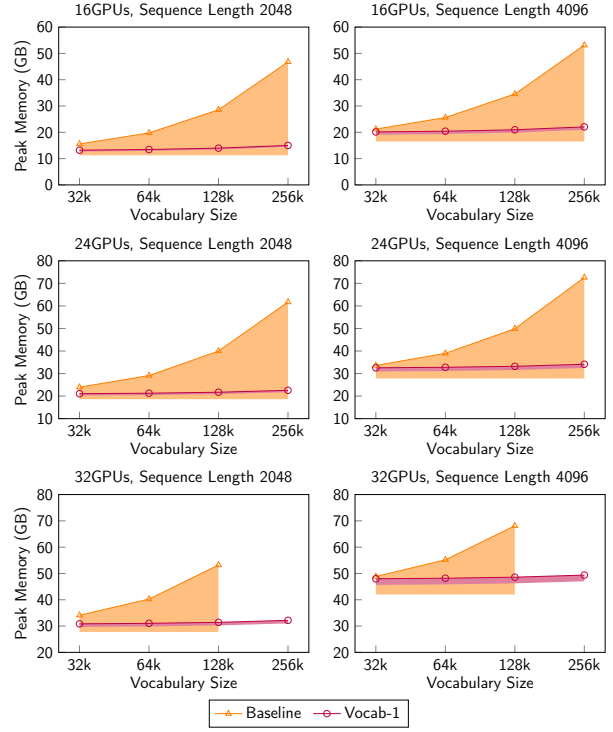 16GPUs, Sequence Length 2048
Peak Memory (GB)
60
50
40
30
20
10
0
32k 64k 128k 256k
Vocabulary Size
16GPUs, Sequence Length 4096
60
50
40
30
20
10
0
32k 64k 128k 256k
Vocabulary Size
24GPUs, Sequence Length 2048
Peak Memory (GB)
80
70
60
50
40
30
20
10
32k 64k 128k 256k
Vocabulary Size
24GPUs, Sequence Length 4096
80
70
60
50
40
30
20
10
32k 64k 128k 256k
Vocabulary Size
32GPUs, Sequence Length 2048
Peak Memory (GB)
80
70
60
50
40
30
20
32k 64k 128k 256k
Vocabulary Size
32GPUs, Sequence Length 4096
80
70
60
50
40
30
20
32k 64k 128k 256k
Vocabulary Size
Baseline Vocab-1